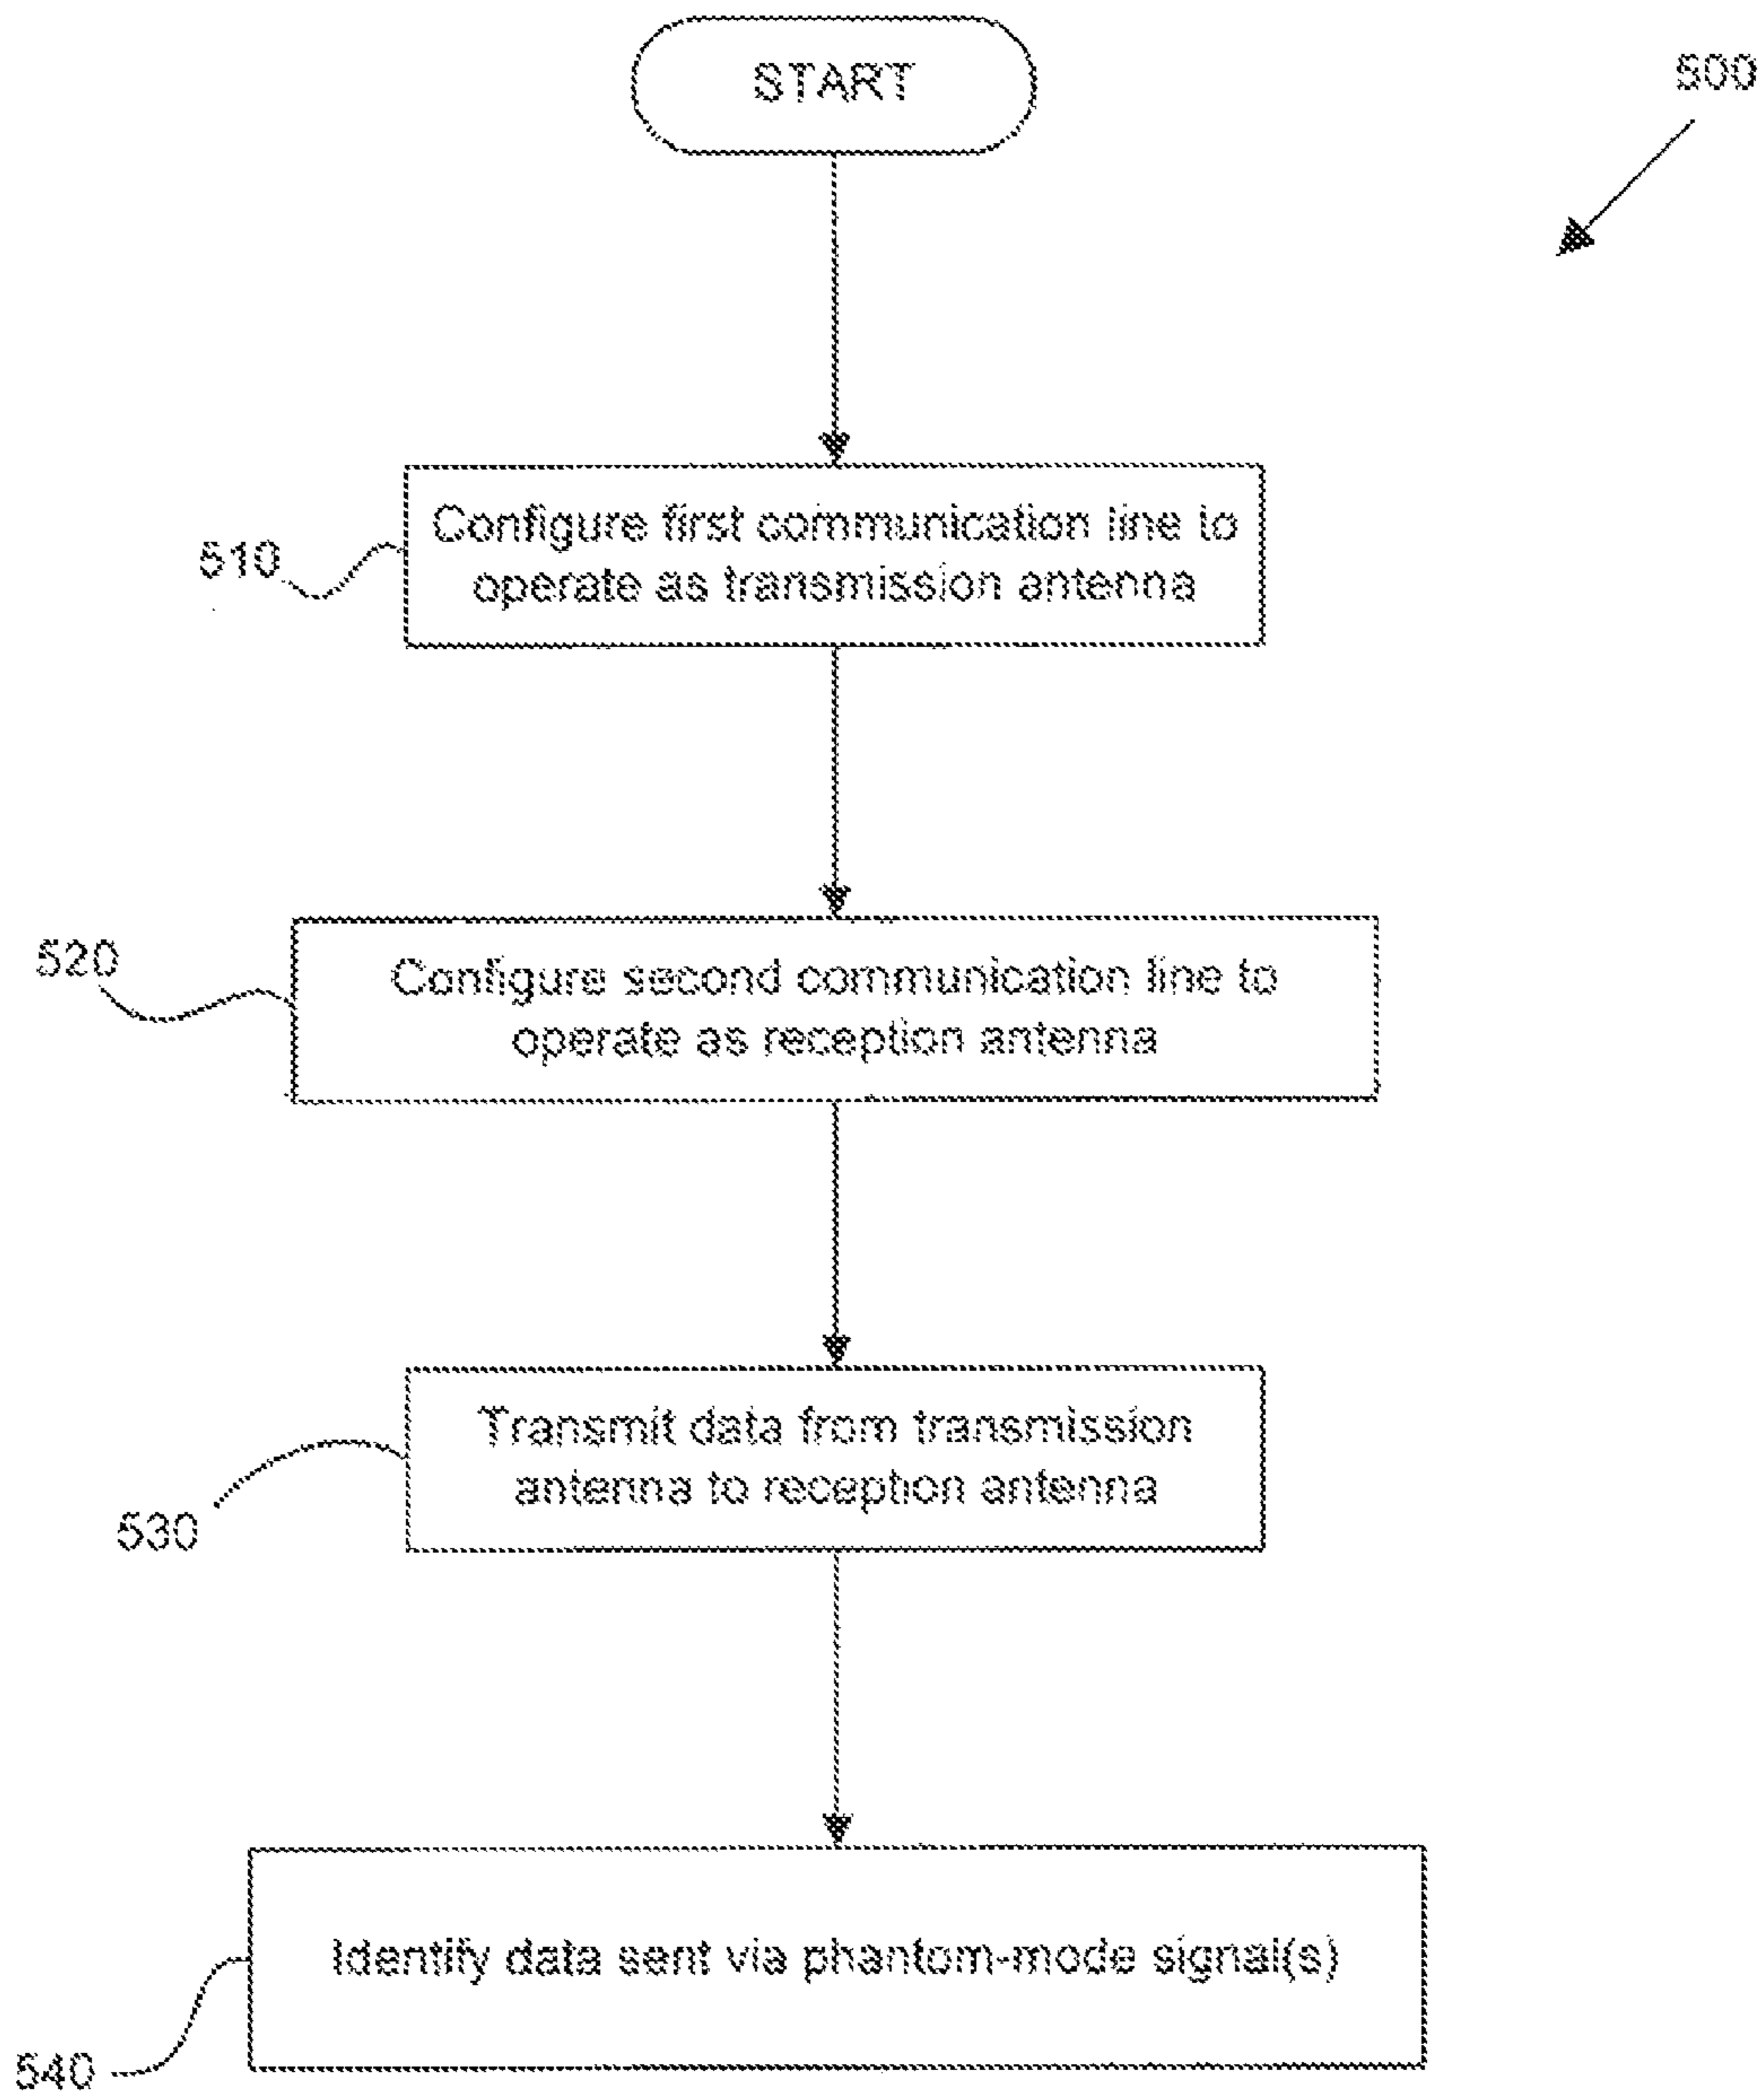 START
500
Configure first communication line to
operate as transmission antenna
510
Configure second communication line to
operate as reception antenna
520
Transmit data from transmission
antenna to reception antenna
530
Identify data sent via phantom-mode signal(s)
540